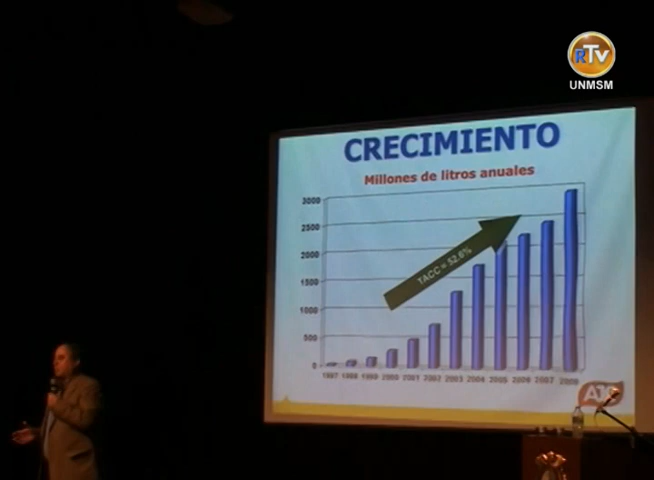 RTv
UNMSM
CRECIMIENTO
Millones de litros anuales
3000
2500
2000
1500
1000
500
0
TACC = 52.6%
1997 1998 1999 2000 2001 2002 2003 2004 2005 2006 2007 2008